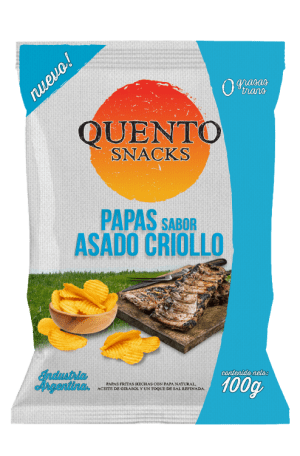 nuevo!
0 grasas
trans
QUENTO
SNACKS
PAPAS SABOR
ASADO CRIOLLO
Industria
Argentina.
contenido neto:
100g
PAPAS FRITAS HECHAS CON PAPA NATURAL,
ACEITE DE GIRASOL Y UN TOQUE DE SAL REFINADA.